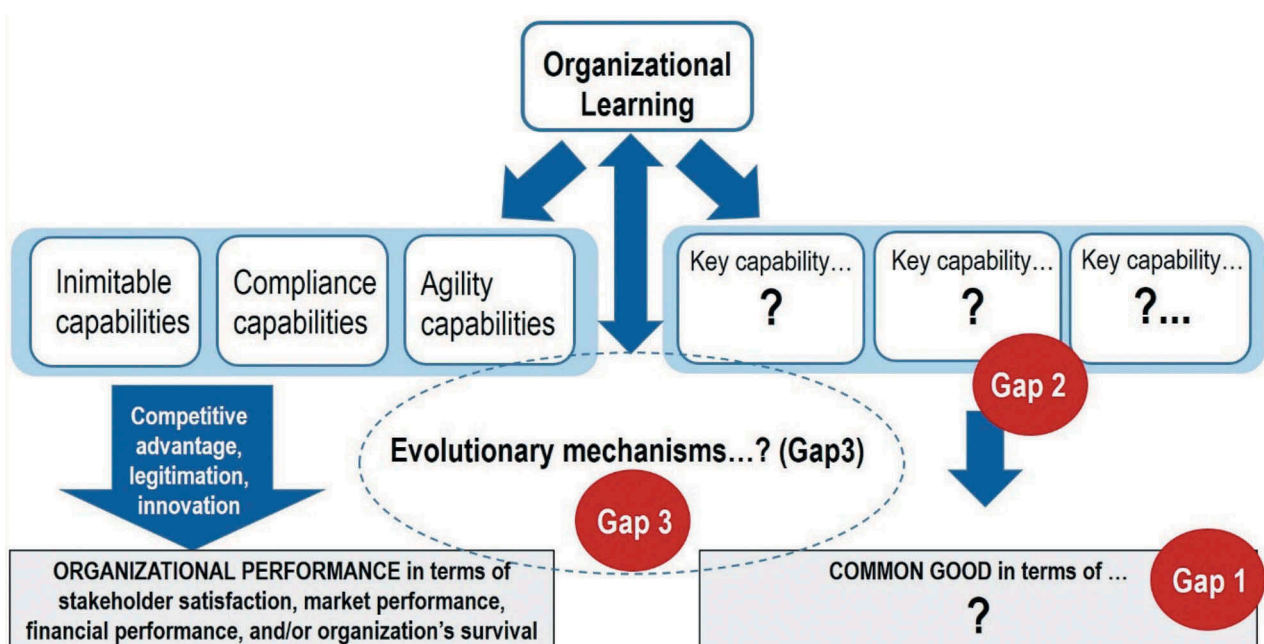 Organizational
Learning
Inimitable
capabilities
Compliance
capabilities
Agility
capabilities
Key capability…
?
Key capability…
?
Key capability…
?...
Gap 2
Competitive
advantage,
legitimation,
innovation
Evolutionary mechanisms…? (Gap3)
Gap 3
ORGANIZATIONAL PERFORMANCE in terms of
stakeholder satisfaction, market performance,
financial performance, and/or organization's survival
COMMON GOOD in terms of …
?
Gap 1